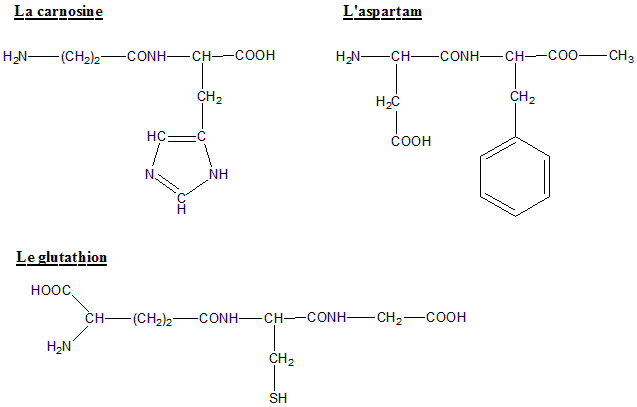 La carnosine
H₂N—(CH₂)₂—CONH—CH—COOH
CH₂
HC C
N NH
C
H
L'aspartam
H₂N—CH—CONH—CH—COO—CH₃
H₂C CH₂
COOH
Le glutathion
HOOC
CH—(CH₂)₂—CONH—CH—CONH—CH₂—COOH
H₂N
CH₂
SH